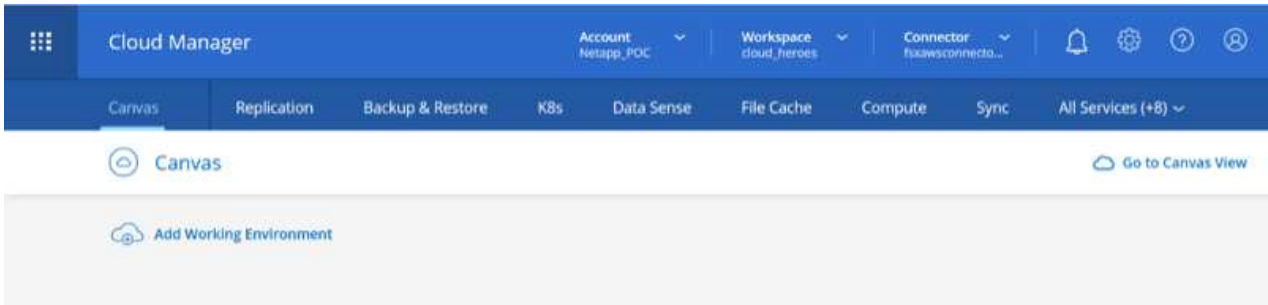 Cloud Manager
Account
Netapp_POC
Workspace
cloud_heroes
Connector
fsxawsconnecto...
Canvas Replication Backup & Restore K8s Data Sense File Cache Compute Sync All Services (+8)
Canvas
Go to Canvas View
Add Working Environment